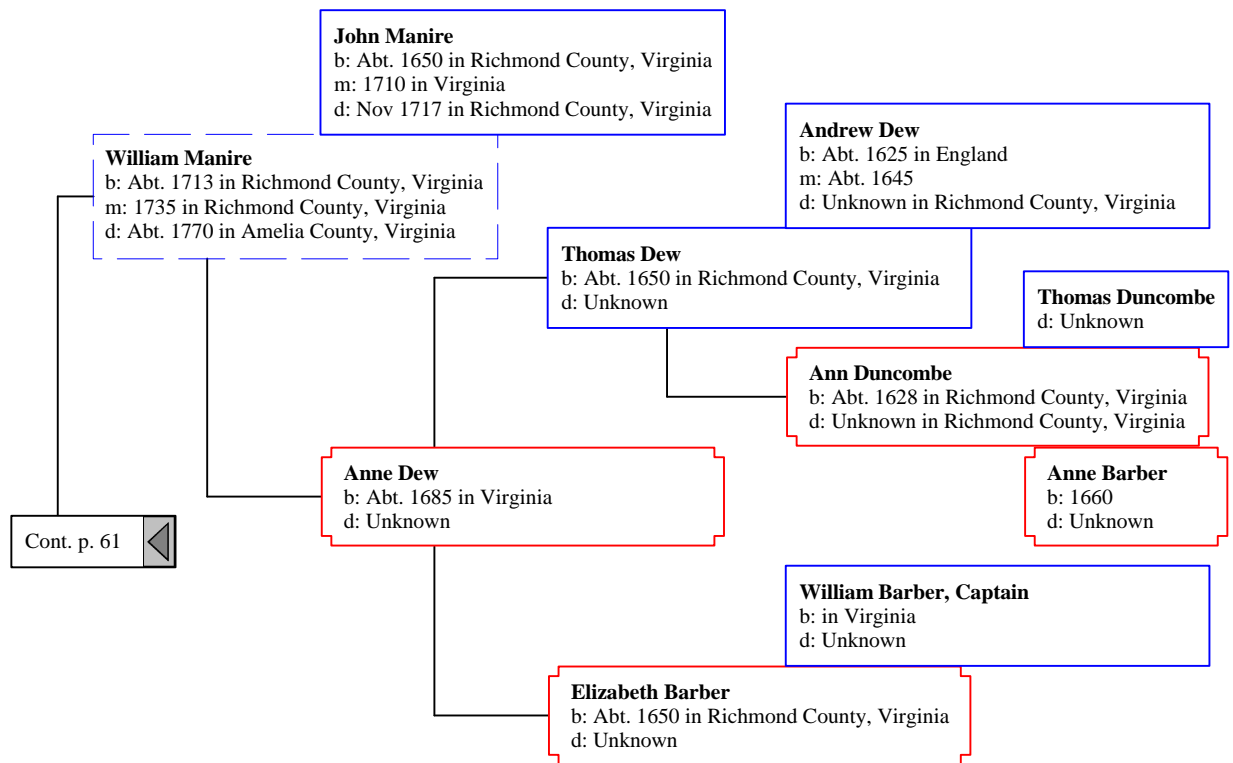 John Manire
b: Abt. 1650 in Richmond County, Virginia
m: 1710 in Virginia
d: Nov 1717 in Richmond County, Virginia
William Manire
b: Abt. 1713 in Richmond County, Virginia
m: 1735 in Richmond County, Virginia
d: Abt. 1770 in Amelia County, Virginia
Andrew Dew
b: Abt. 1625 in England
m: Abt. 1645
d: Unknown in Richmond County, Virginia
Thomas Dew
b: Abt. 1650 in Richmond County, Virginia
d: Unknown
Thomas Duncombe
d: Unknown
Ann Duncombe
b: Abt. 1628 in Richmond County, Virginia
d: Unknown in Richmond County, Virginia
Anne Dew
b: Abt. 1685 in Virginia
d: Unknown
Anne Barber
b: 1660
d: Unknown
Cont. p. 61
William Barber, Captain
b: in Virginia
d: Unknown
Elizabeth Barber
b: Abt. 1650 in Richmond County, Virginia
d: Unknown